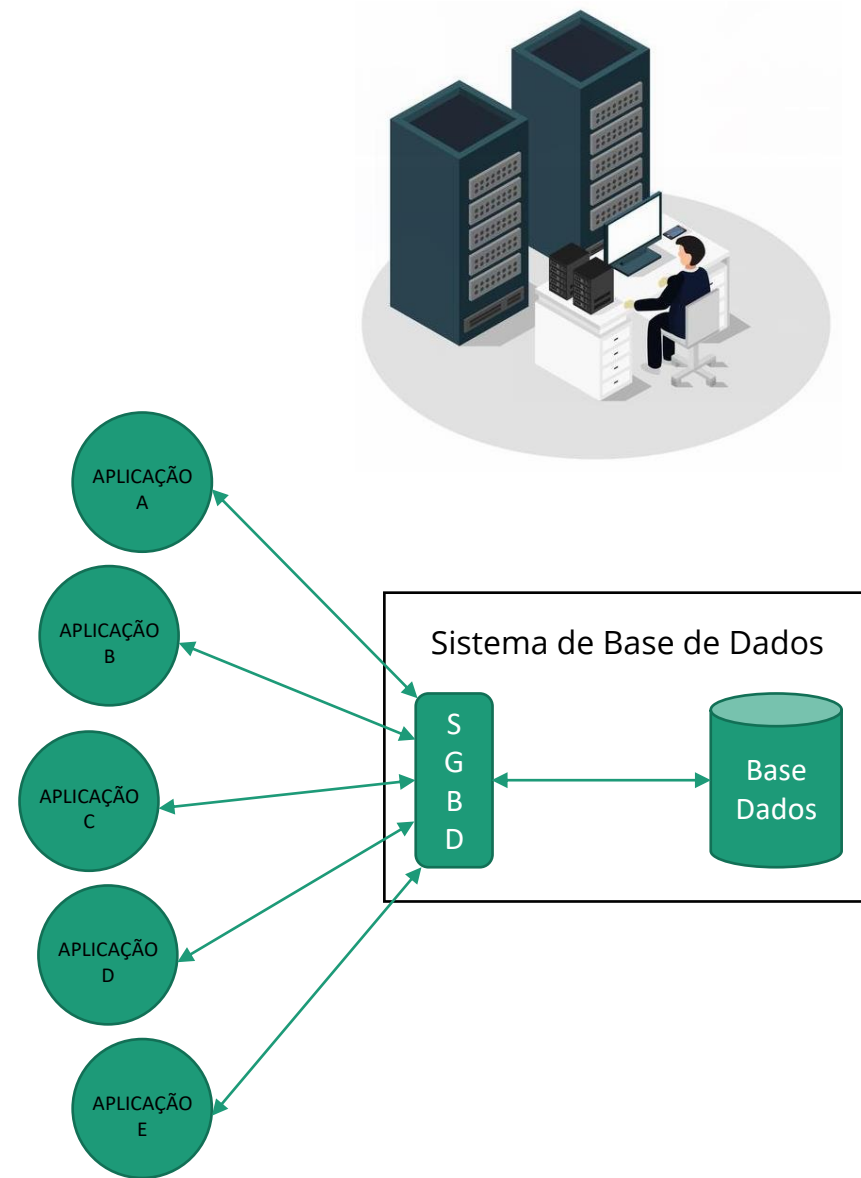 APLICAÇÃO
A
APLICAÇÃO
B
APLICAÇÃO
C
APLICAÇÃO
D
APLICAÇÃO
E
Sistema de Base de Dados
S
G
B
D
Base
Dados